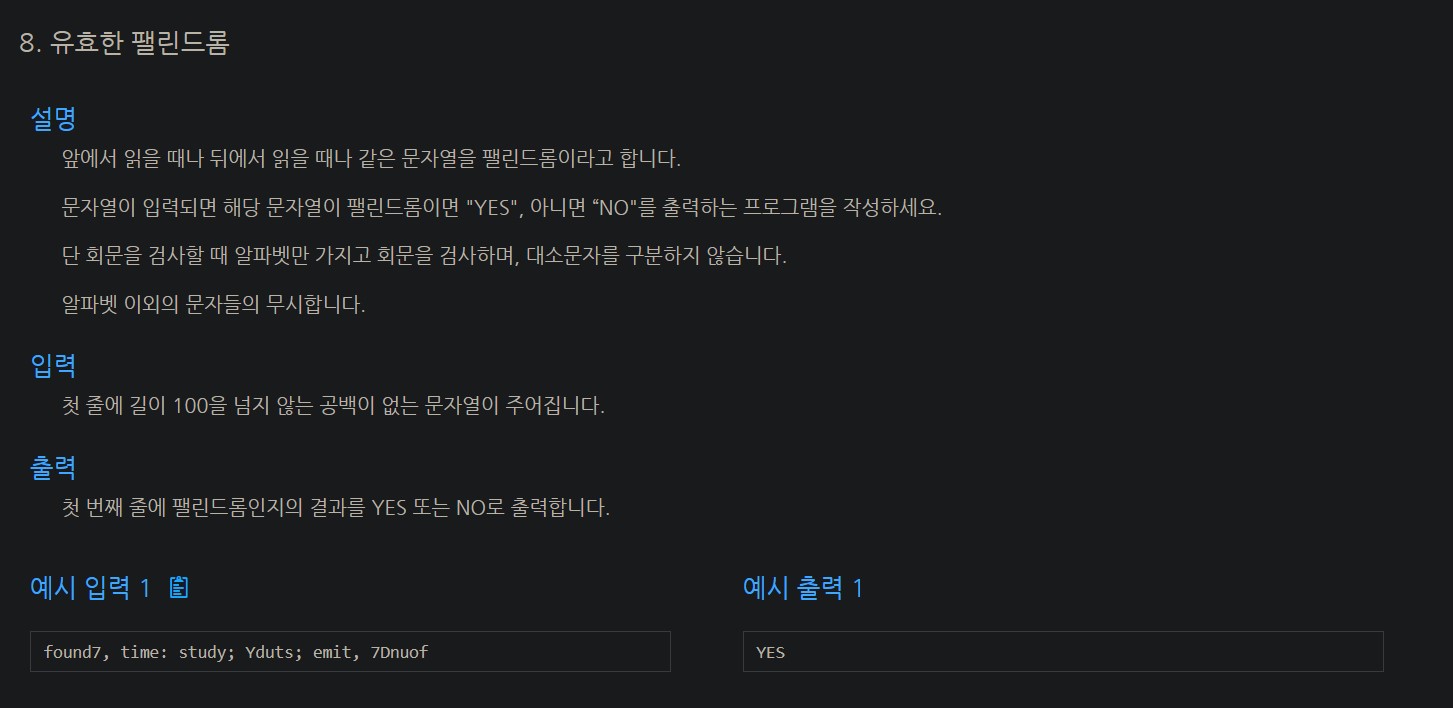 8. 유효한 팰린드롬
설명
앞에서 읽을 때나 뒤에서 읽을 때나 같은 문자열을 팰린드롬이라고 합니다.
문자열이 입력되면 해당 문자열이 팰린드롬이면 "YES", 아니면 “NO"를 출력하는 프로그램을 작성하세요.
단 회문을 검사할 때 알파벳만 가지고 회문을 검사하며, 대소문자를 구분하지 않습니다.
알파벳 이외의 문자들의 무시합니다.
입력
첫 줄에 길이 100을 넘지 않는 공백이 없는 문자열이 주어집니다.
출력
첫 번째 줄에 팰린드롬인지의 결과를 YES 또는 NO로 출력합니다.
예시 입력 1
found7, time: study; Yduts; emit, 7Dnuof
예시 출력 1
YES